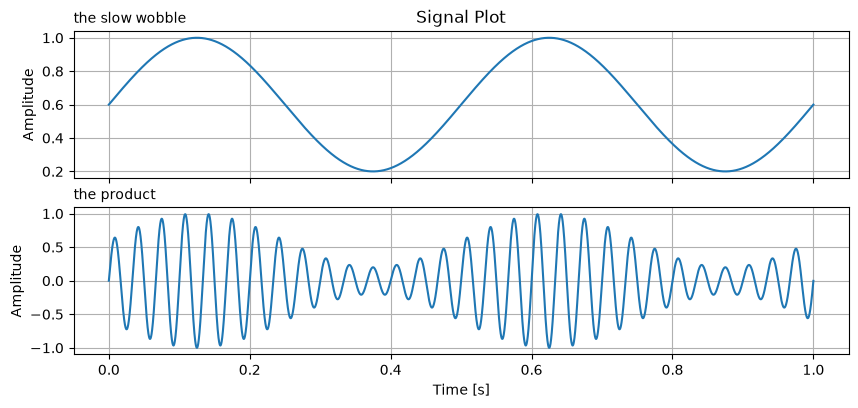 the slow wobble
Signal Plot
1.0
0.8
0.6
0.4
0.2
Amplitude
the product
1.0
0.5
0.0
−0.5
−1.0
Amplitude
0.0 0.2 0.4 0.6 0.8 1.0
Time [s]